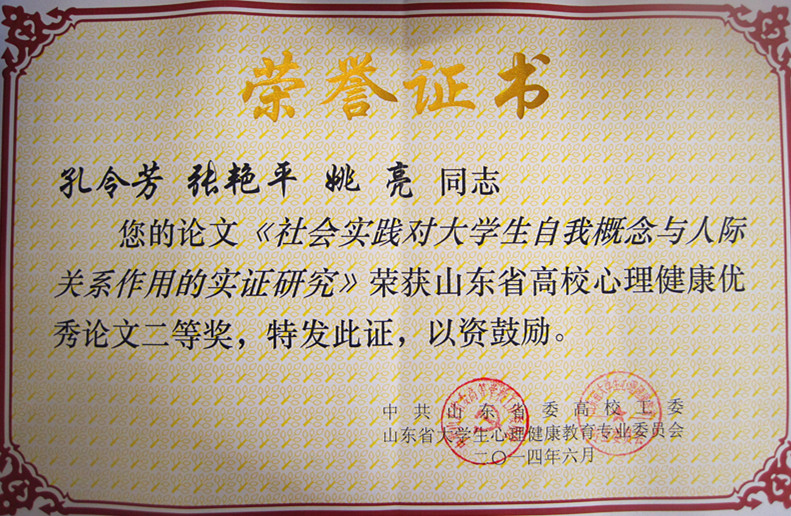 荣誉证书
孔令芳 张艳平 姚亮 同志
您的论文《社会实践对大学生自我概念与人际
关系作用的实证研究》荣获山东省高校心理健康优
秀论文二等奖，特发此证，以资鼓励。
中共山东省委高校工委
山东省大学生心理健康教育专业委员会
二〇一四年六月